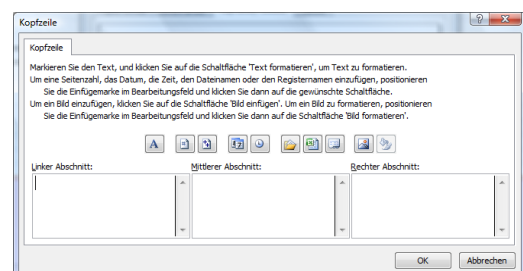 Kopfzeile
Kopfzeile
Markieren Sie den Text, und klicken Sie auf die Schaltfläche 'Text formatieren', um Text zu formatieren.
Um eine Seitenzahl, das Datum, die Zeit, den Dateinamen oder den Registernamen einzufügen, positionieren
Sie die Einfügemarke im Bearbeitungsfeld und klicken Sie dann auf die gewünschte Schaltfläche.
Um ein Bild einzufügen, klicken Sie auf die Schaltfläche 'Bild einfügen'. Um ein Bild zu formatieren, positionieren
Sie die Einfügemarke im Bearbeitungsfeld und klicken Sie dann auf die Schaltfläche 'Bild formatieren'.
A
Linker Abschnitt: Mittlerer Abschnitt: Rechter Abschnitt:
OK Abbrechen